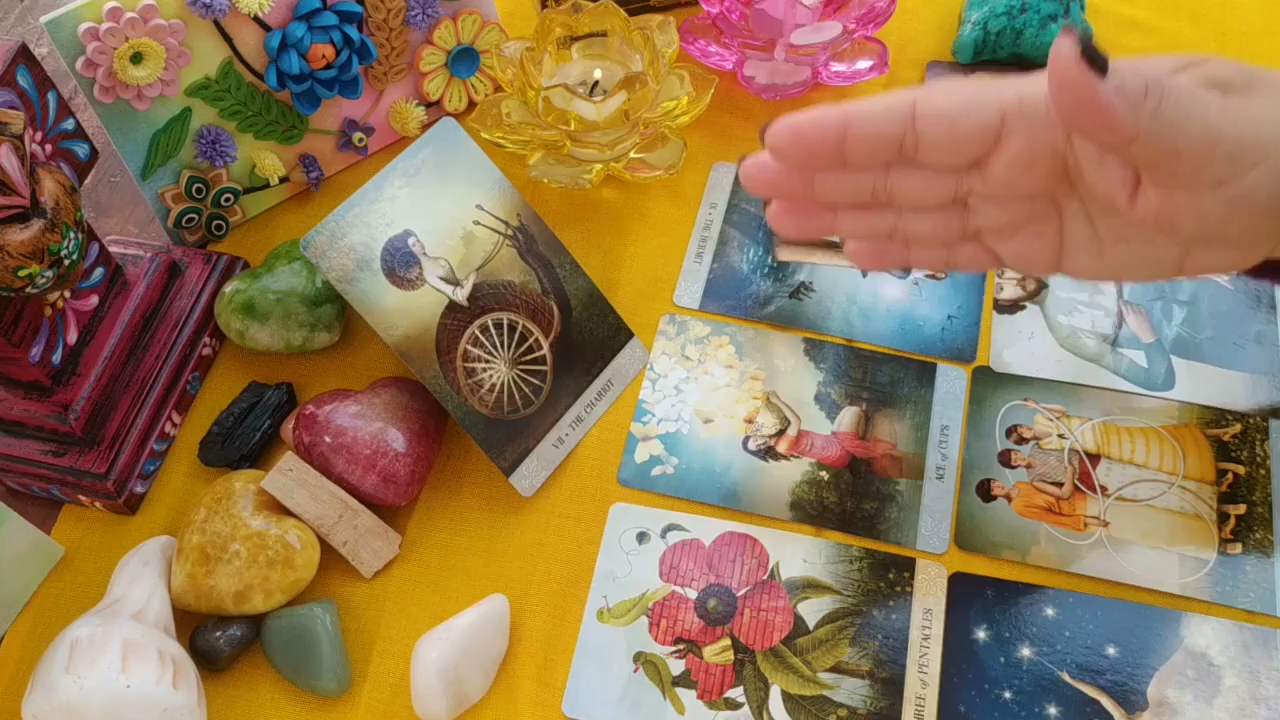 IX • THE HERMIT
VII • THE CHARIOT
ACE of CUPS
THREE of PENTACLES